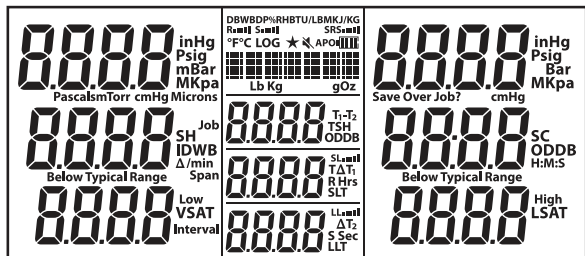 8.8.8.8 inHg
Psig
mBar
MKpa
PascalsmTorr cmHg Microns
Job
8.8.8.8 SH
IDWB
Δ/min
Below Typical Range Span
Low
8.8.8.8 VSAT
Interval
DBWBDP%RHBTU/LBMKJ/KG
R S SRS
°F°C LOG ★ APO
Lb Kg gOz
8.8.8.8 T₁-T₂
TSH
ODDB
SL
8.8.8.8 TΔT₁
R Hrs
SLT
LL
8.8.8.8 ΔT₂
S Sec
LLT
8.8.8.8 inHg
Psig
Bar
MKpa
Save Over Job? cmHg
8.8:8.8 SC
ODDB
H:M:S
Below Typical Range
High
8.8.8.8 LSAT